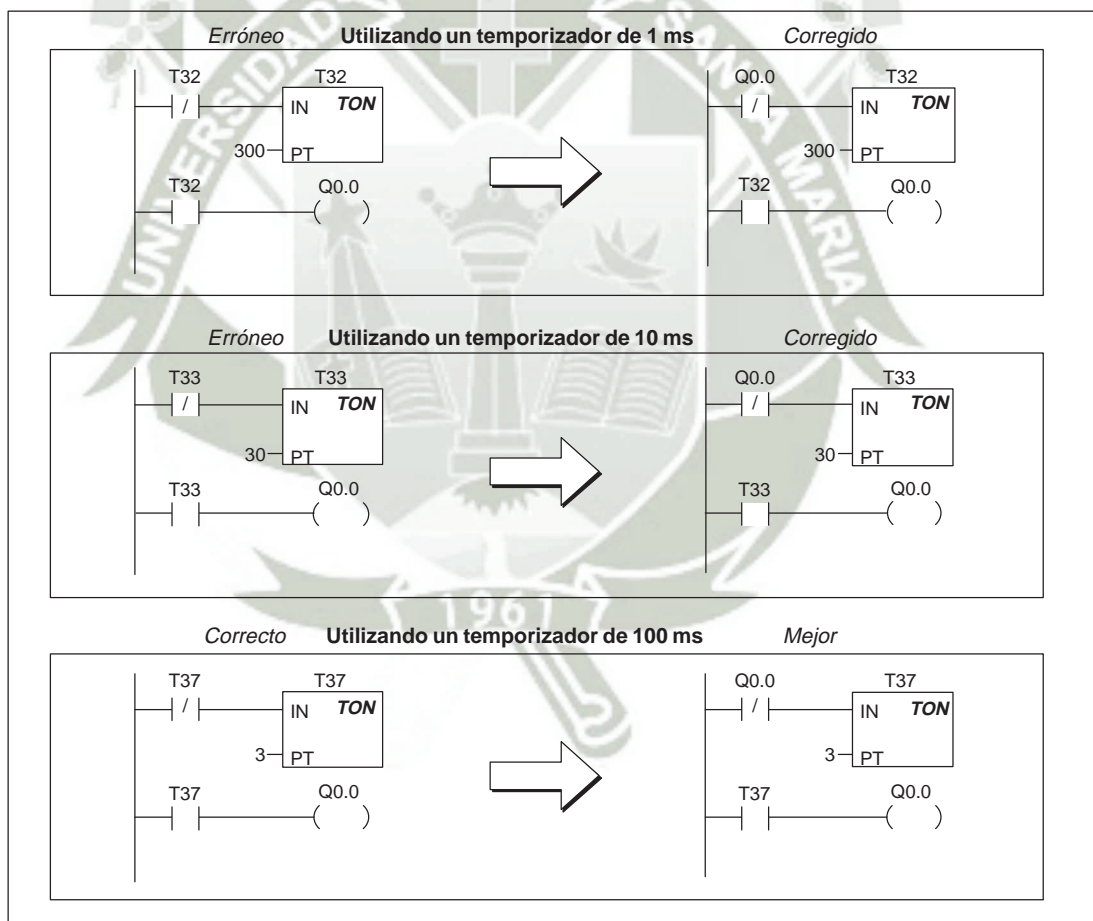 Erróneo Utilizando un temporizador de 1 ms Corregido
T32 T32 Q0.0 T32
/ IN TON / IN TON
300 PT 300 PT
T32 Q0.0 T32 Q0.0
Erróneo Utilizando un temporizador de 10 ms Corregido
T33 T33 Q0.0 T33
/ IN TON / IN TON
30 PT 30 PT
T33 Q0.0 T33 Q0.0
Correcto Utilizando un temporizador de 100 ms Mejor
T37 T37 Q0.0 T37
/ IN TON / IN TON
3 PT 3 PT
T37 Q0.0 T37 Q0.0
UNIVERSIDAD SANTA MARIA
1961